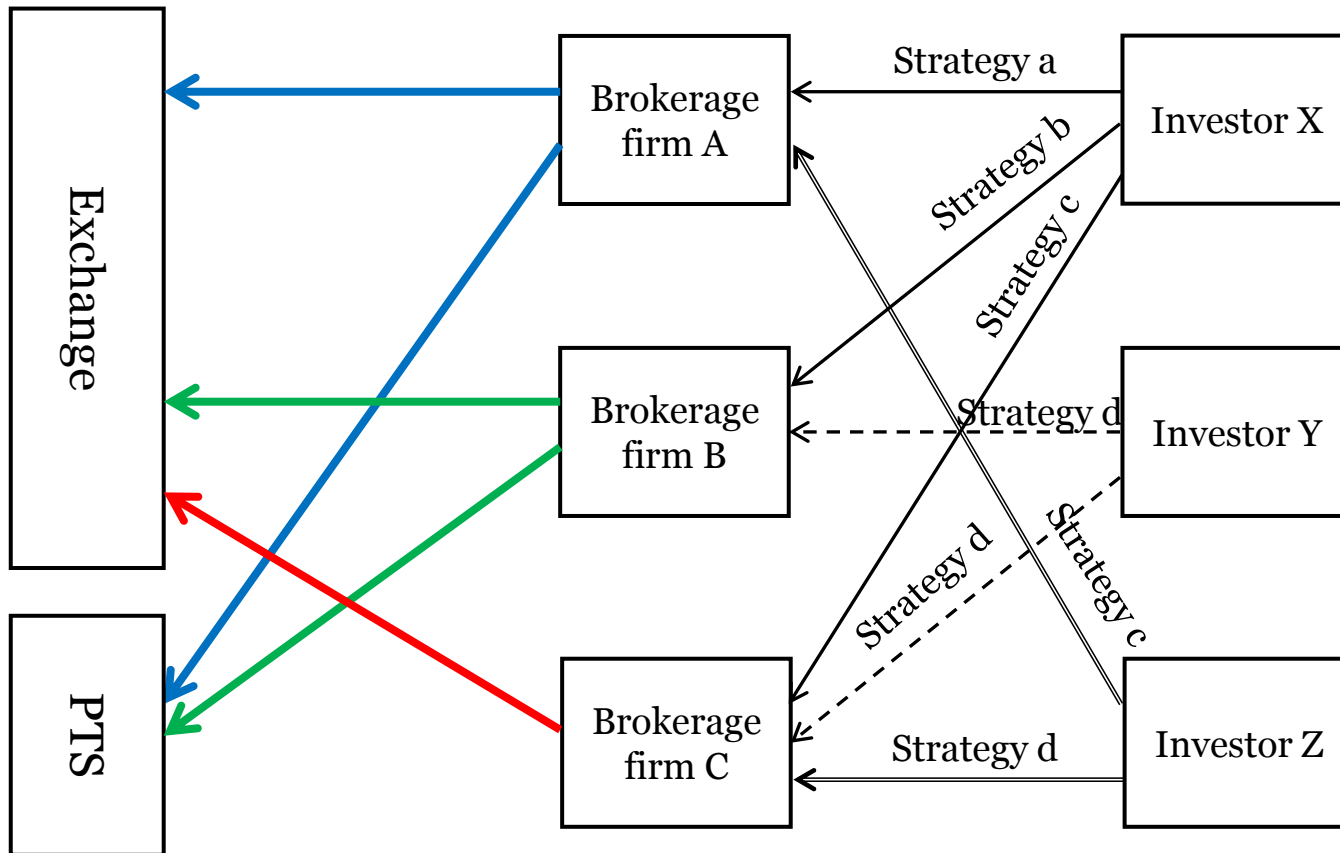 Exchange
PTS
Brokerage
firm A
Brokerage
firm B
Brokerage
firm C
Strategy a
Strategy b
Strategy c
Strategy d
Strategy d
Strategy c
Strategy d
Investor X
Investor Y
Investor Z